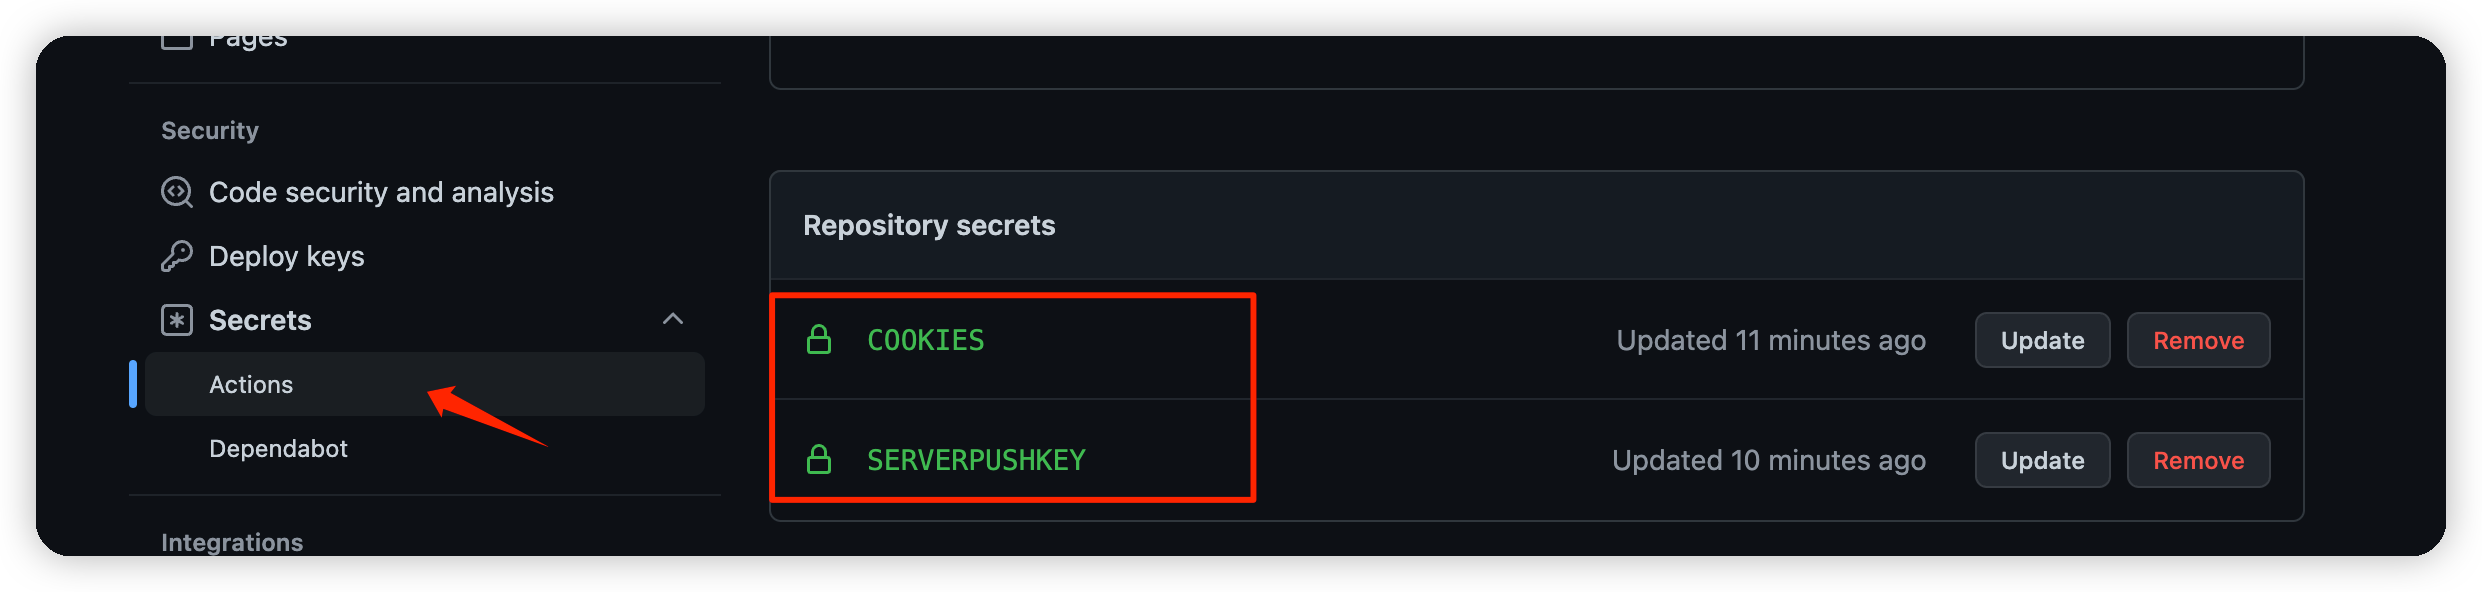 Pages
Security
Code security and analysis
Deploy keys
Secrets
Actions
Dependabot
Integrations
Repository secrets
COOKIES Updated 11 minutes ago Update Remove
SERVERPUSHKEY Updated 10 minutes ago Update Remove